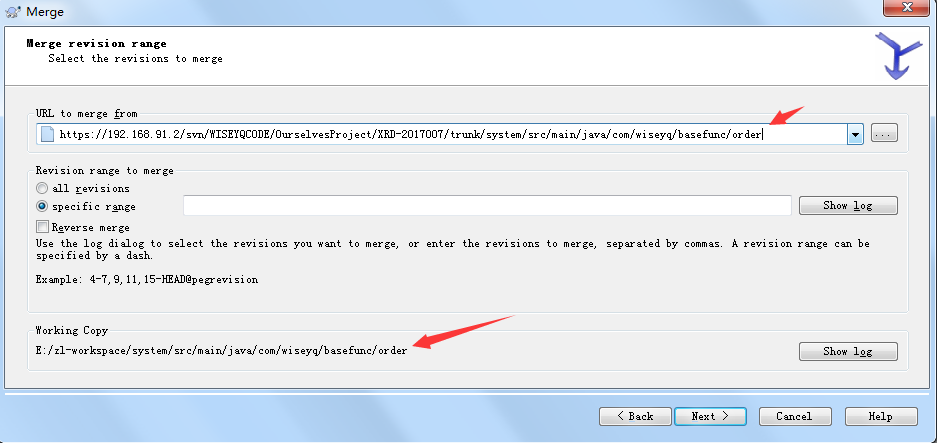 Merge
Merge revision range
Select the revisions to merge
URL to merge from
https://192.168.91.2/svn/WISEYQCODE/OurselvesProject/XRD-2017007/trunk/system/src/main/java/com/wiseyq/basefunc/order
...
Revision range to merge
all revisions
specific range
Show log
Reverse merge
Use the log dialog to select the revisions you want to merge, or enter the revisions to merge, separated by commas. A revision range can be
specified by a dash.
Example: 4-7,9,11,15-HEAD@pegrevision
Working Copy
E:/zl-workspace/system/src/main/java/com/wiseyq/basefunc/order
Show log
< Back
Next >
Cancel
Help